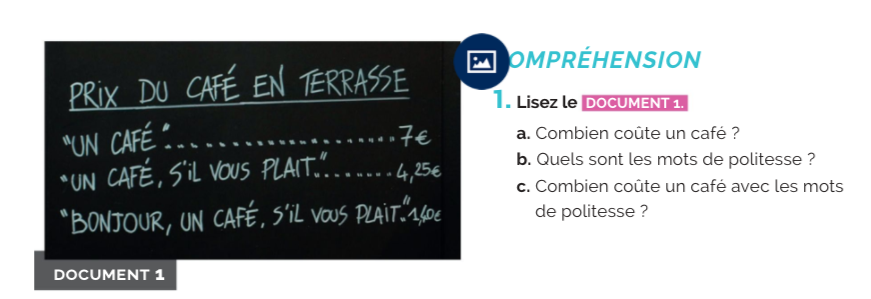 PRIX DU CAFÉ EN TERRASSE
"UN CAFÉ"........................7€
"UN CAFÉ, S'IL VOUS PLAIT."........4,25€
"BONJOUR, UN CAFÉ, S'IL VOUS PLAIT."1,40€
DOCUMENT 1
OMPRÉHENSION
1. Lisez le DOCUMENT 1.
a. Combien coûte un café ?
b. Quels sont les mots de politesse ?
c. Combien coûte un café avec les mots
de politesse ?